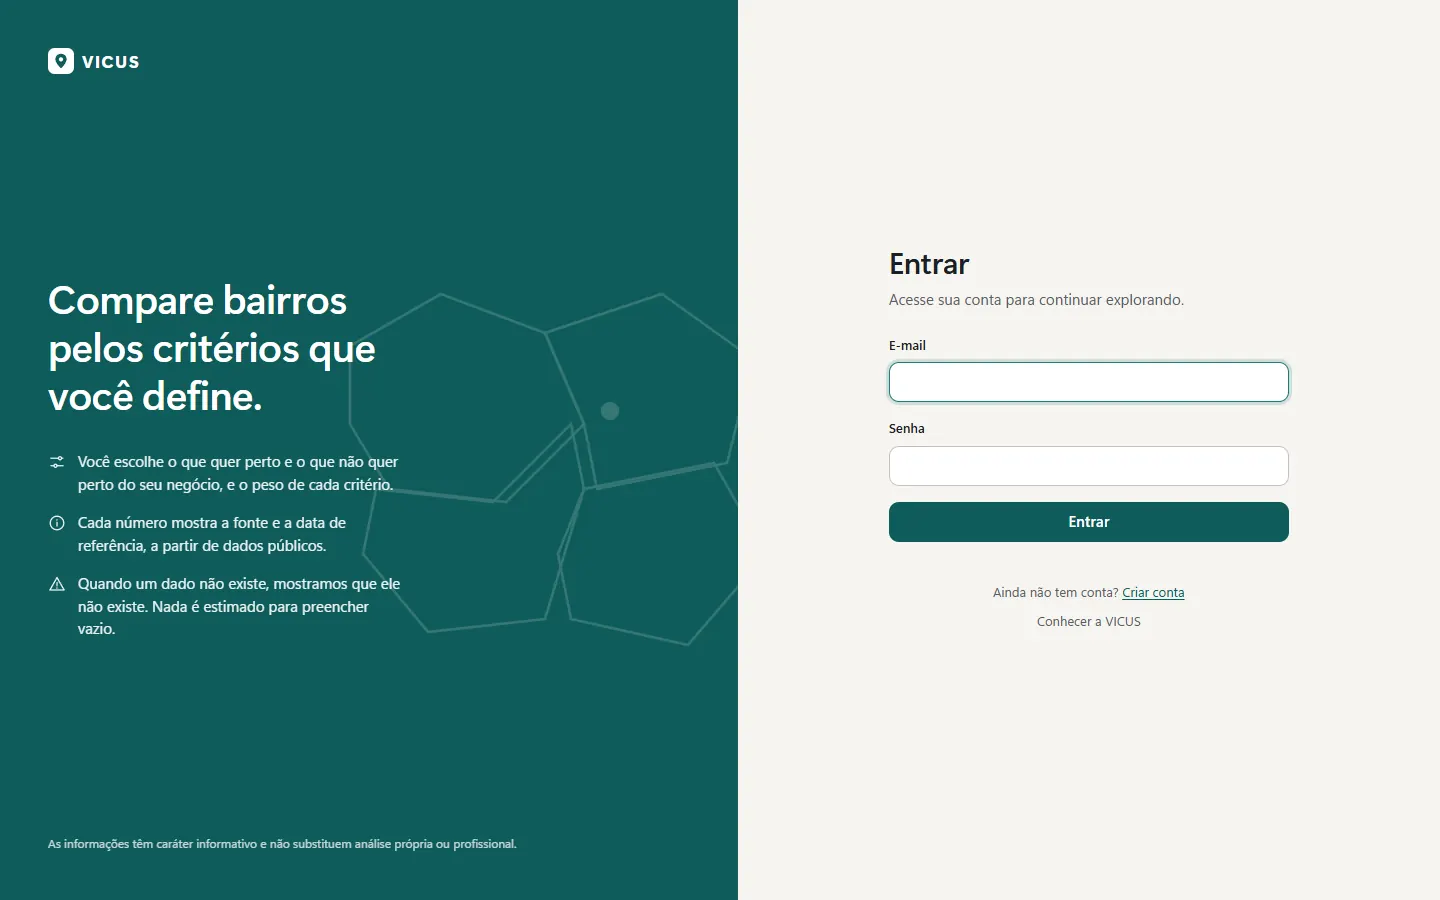 VICUS
Compare bairros
pelos critérios que
você define.
Você escolhe o que quer perto e o que não quer
perto do seu negócio, e o peso de cada critério.
Cada número mostra a fonte e a data de
referência, a partir de dados públicos.
Quando um dado não existe, mostramos que ele
não existe. Nada é estimado para preencher
vazio.
As informações têm caráter informativo e não substituem análise própria ou profissional.
Entrar
Acesse sua conta para continuar explorando.
E-mail
Senha
Entrar
Ainda não tem conta? Criar conta
Conhecer a VICUS